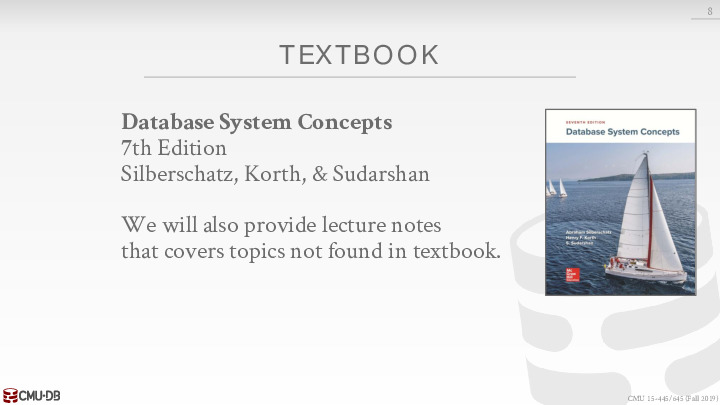 8
TEXTBOOK
Database System Concepts
7th Edition
Silberschatz, Korth, & Sudarshan
We will also provide lecture notes
that covers topics not found in textbook.
SEVENTH EDITION
Database System Concepts
Abraham Silberschatz
Henry F. Korth
S. Sudarshan
Mc
Graw
Hill
CMU·DB
CMU 15-445/645 (Fall 2019)